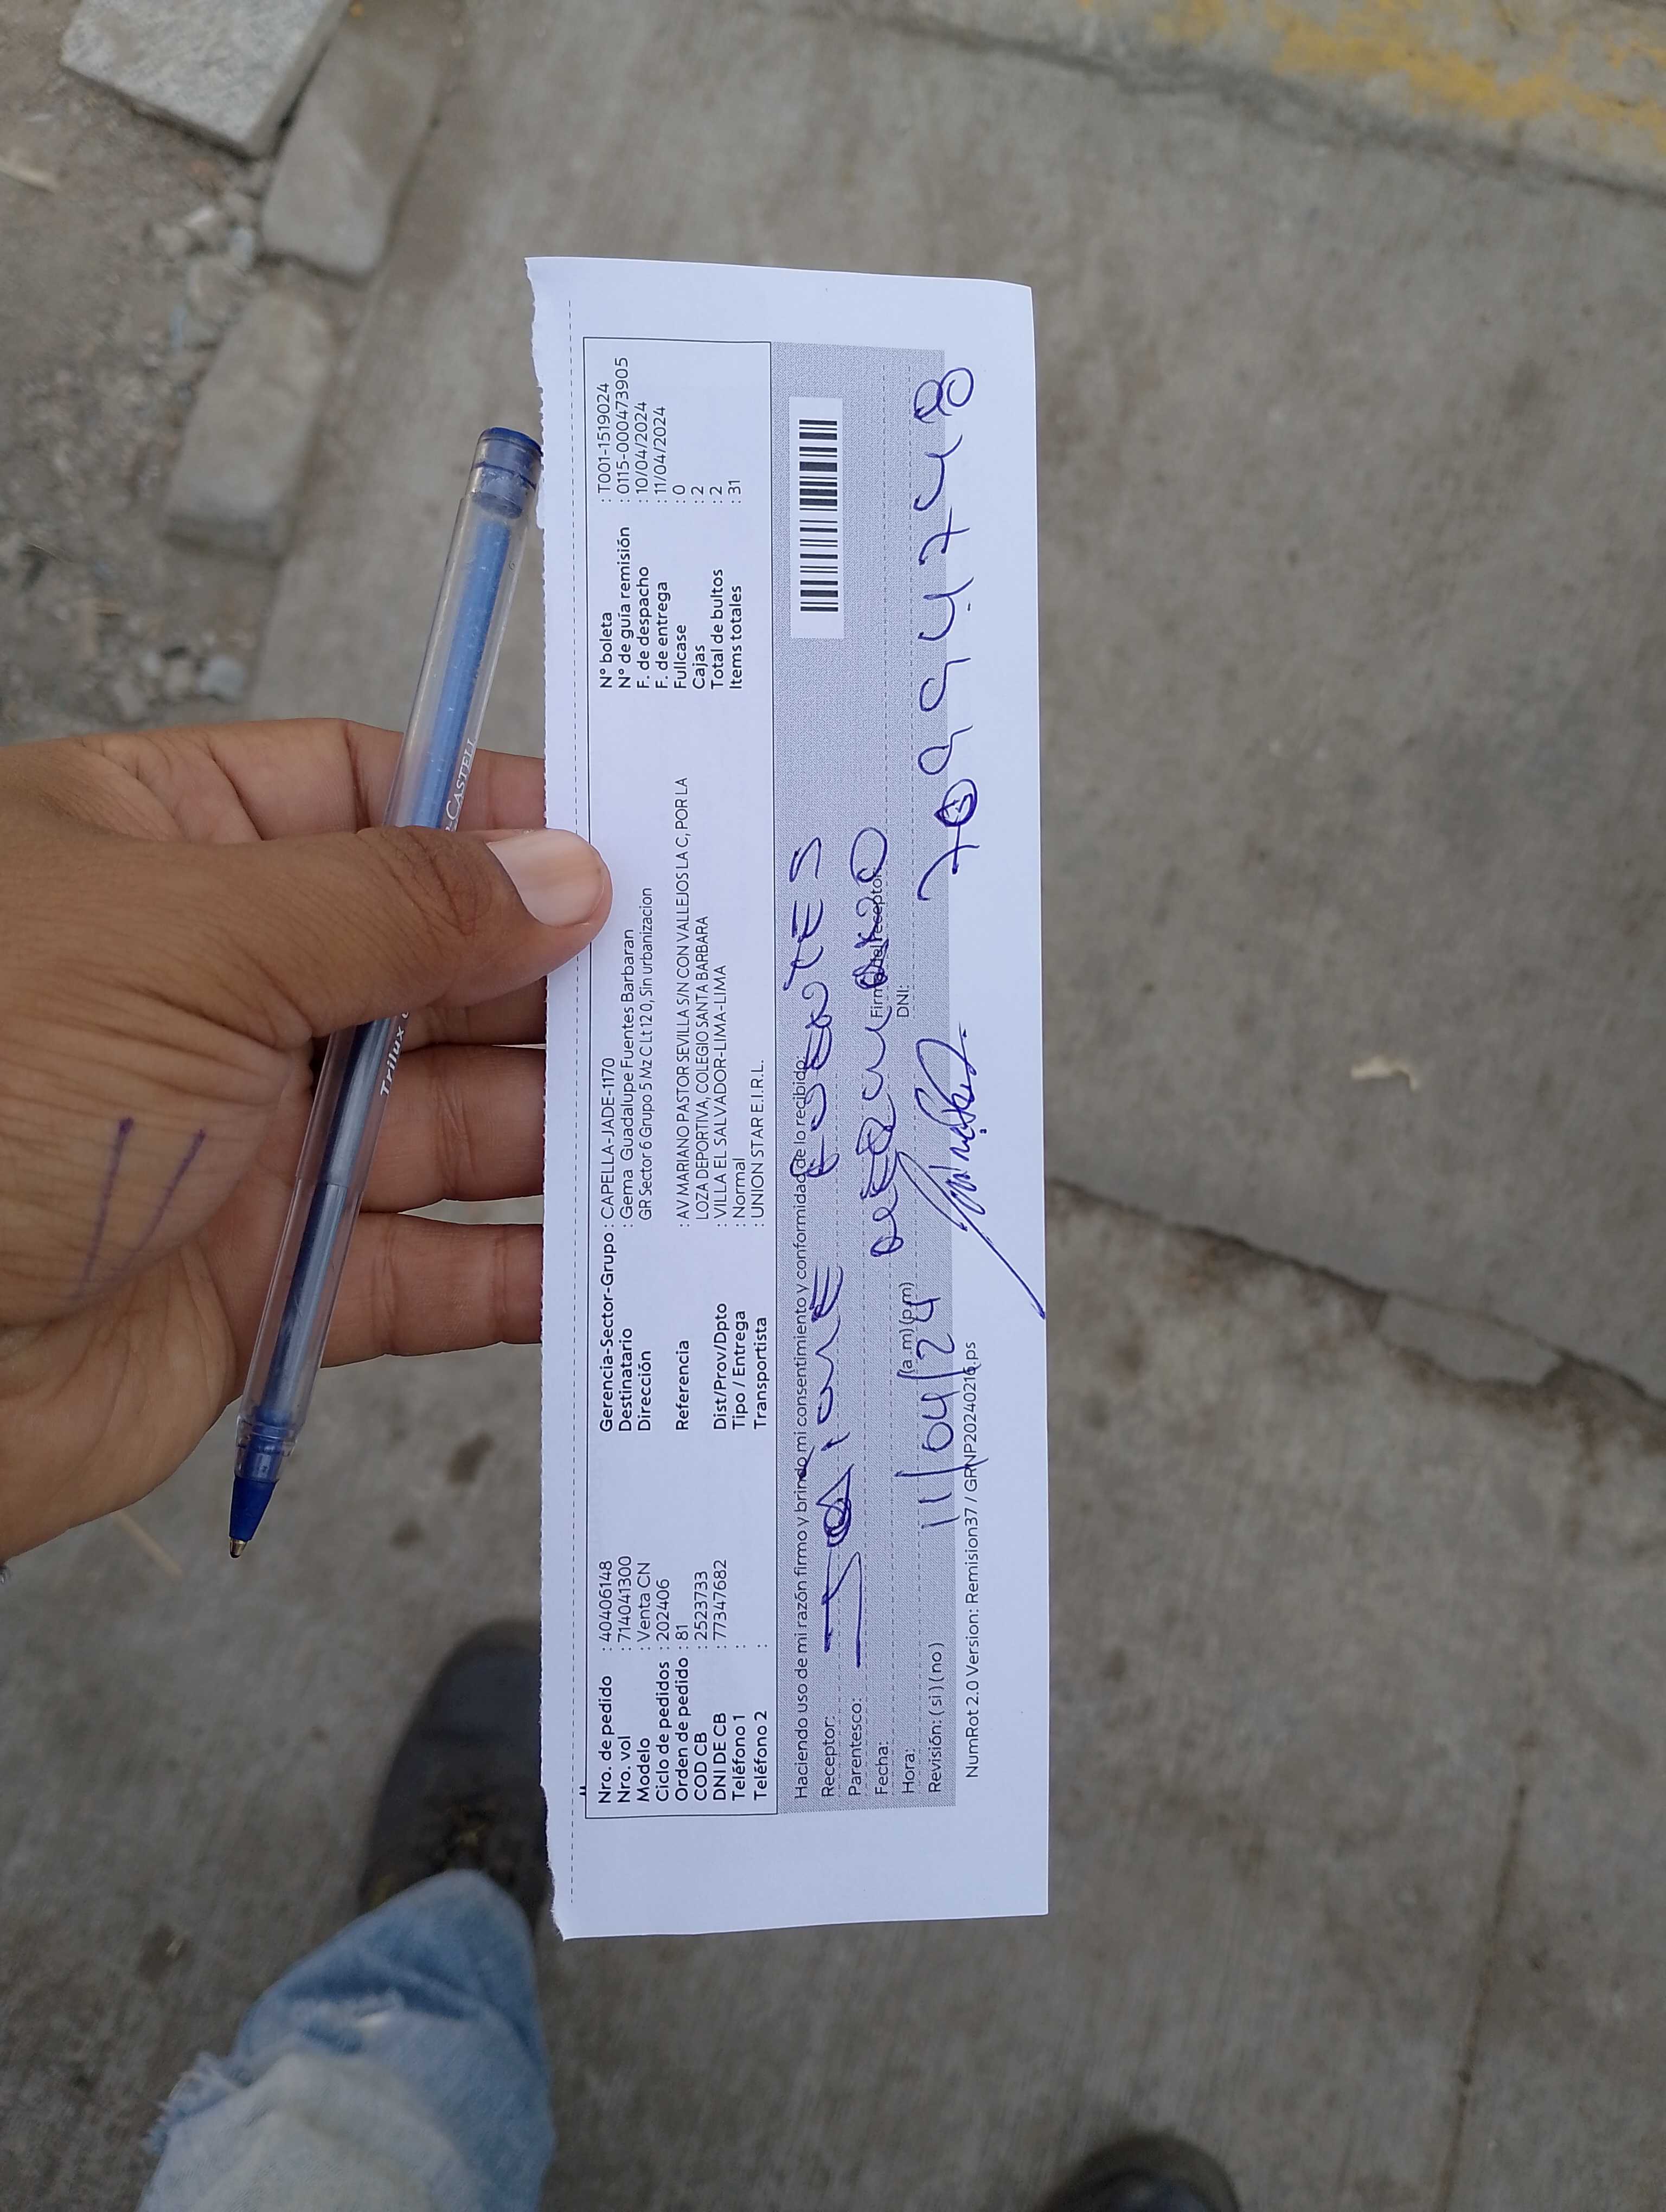 Nro. de pedido : 40406148
Nro. vol : 714041300
Modelo : Venta CN
Ciclo de pedidos : 202406
Orden de pedido : 81
COD CB : 2523733
DNI DE CB : 77347682
Teléfono 1 :
Teléfono 2 :
Gerencia-Sector-Grupo : CAPELLA-JADE-1170
Destinatario : Gema Guadalupe Fuentes Barbaran
Dirección GR Sector 6 Grupo 5 Mz C Lt 12 0, Sin urbanizacion
Referencia : AV MARIANO PASTOR SEVILLA S/N CON VALLEJOS LA C, POR LA
LOZA DEPORTIVA, COLEGIO SANTA BARBARA
Dist/Prov/Dpto : VILLA EL SALVADOR-LIMA-LIMA
Tipo / Entrega : Normal
Transportista : UNION STAR E.I.R.L.
N° boleta : T001-1519024
N° de guía remisión : 0115-0000473905
F. de despacho : 10/04/2024
F. de entrega : 11/04/2024
Fullcase : 0
Cajas : 2
Total de bultos : 2
Items totales : 31
Haciendo uso de mi razón firmo y brindo mi consentimiento y conformidad de lo recibido:
Receptor:
Parentesco:
Fecha: 11/04/24
Hora: (a.m) (p.m)
Revisión: ( si ) ( no )
Firma del receptor
DNI: 70994748
NumRot 2.0 Version: Remision37 / GRNP20240216.ps
Trilux